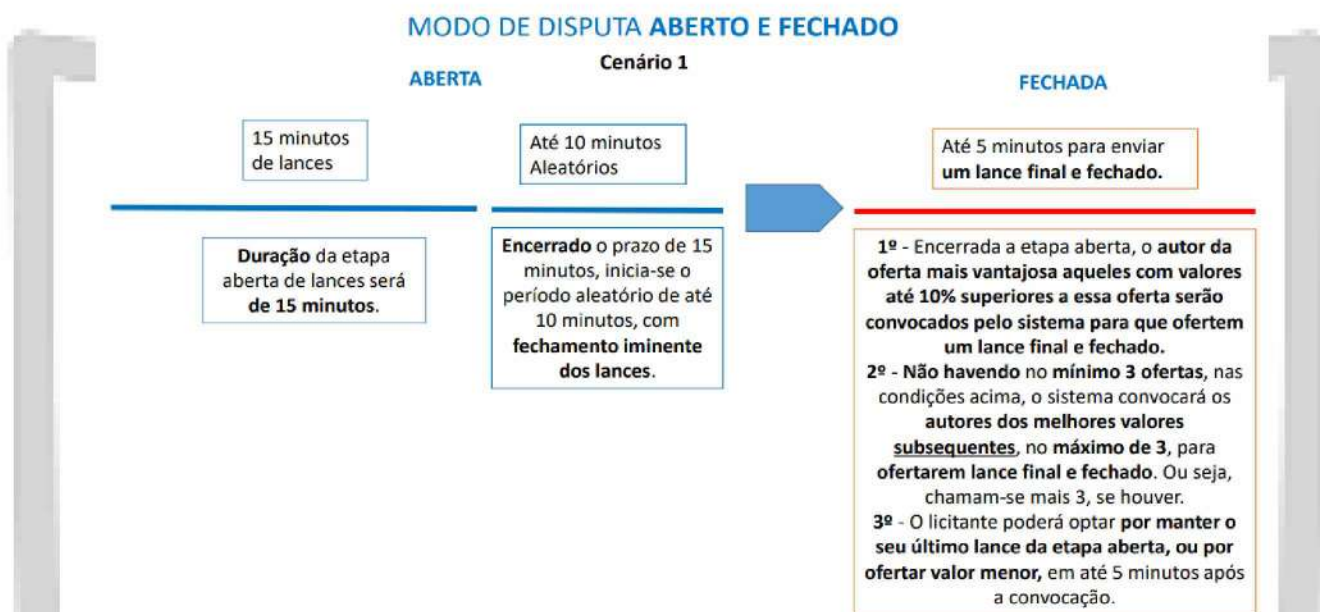 MODO DE DISPUTA ABERTO E FECHADO
Cenário 1
ABERTA
FECHADA
15 minutos
de lances
Até 10 minutos
Aleatórios
Até 5 minutos para enviar
um lance final e fechado.
Duração da etapa
aberta de lances será
de 15 minutos.
Encerrado o prazo de 15
minutos, inicia-se o
período aleatório de até
10 minutos, com
fechamento iminente
dos lances.
1º - Encerrada a etapa aberta, o autor da
oferta mais vantajosa aqueles com valores
até 10% superiores a essa oferta serão
convocados pelo sistema para que ofertem
um lance final e fechado.
2º - Não havendo no mínimo 3 ofertas, nas
condições acima, o sistema convocará os
autores dos melhores valores
subsequentes, no máximo de 3, para
ofertarem lance final e fechado. Ou seja,
chamam-se mais 3, se houver.
3º - O licitante poderá optar por manter o
seu último lance da etapa aberta, ou por
ofertar valor menor, em até 5 minutos após
a convocação.